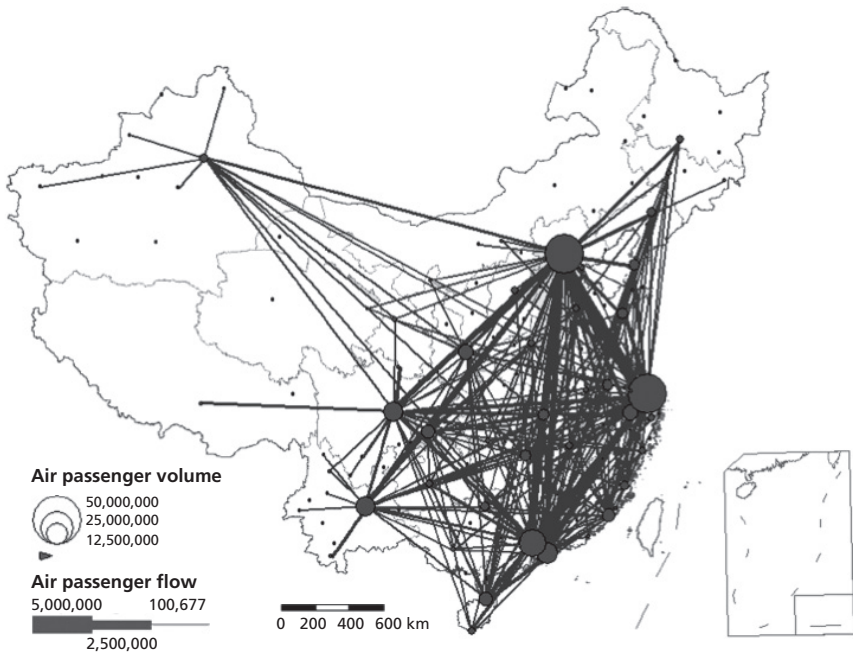 Air passenger volume
50,000,000
25,000,000
12,500,000
Air passenger flow
5,000,000 100,677
2,500,000
0 200 400 600 km